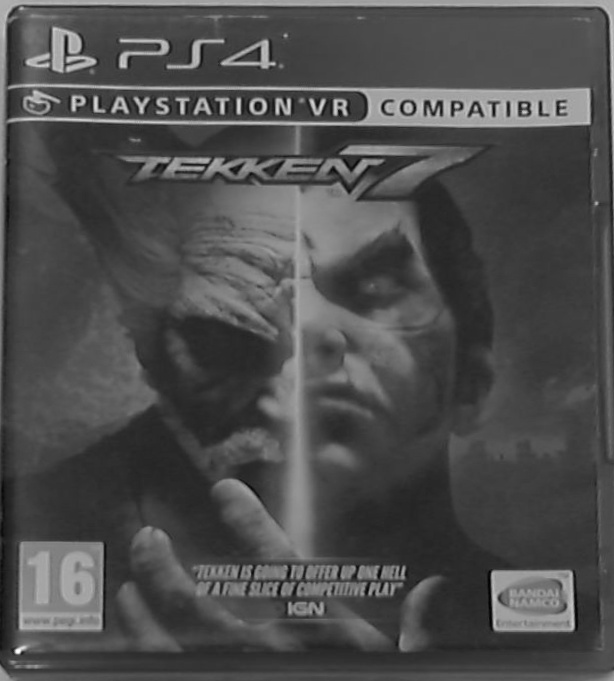 PS4
PLAYSTATION®VR COMPATIBLE
TEKKEN 7
16
www.pegi.info
"TEKKEN IS GOING TO OFFER UP ONE HELL
OF A FINE SLICE OF COMPETITIVE PLAY"
IGN
BANDAI
NAMCO
Entertainment